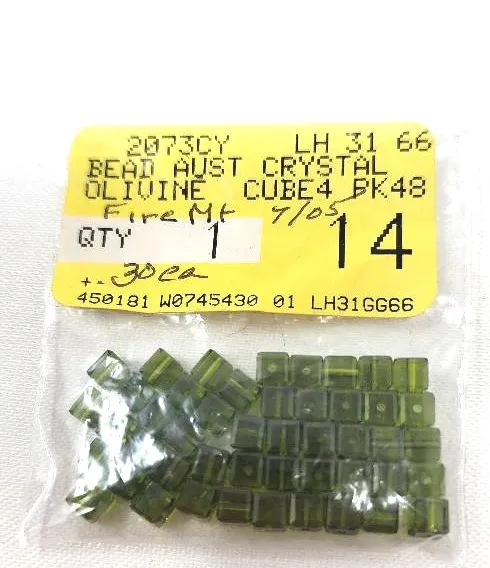 2073CY LH 31 66
BEAD AUST CRYSTAL
OLIVINE CUBE4 PK48
Fire Mt 7/05
QTY 1 14
30 ea
450181 W0745430 01 LH31GG66